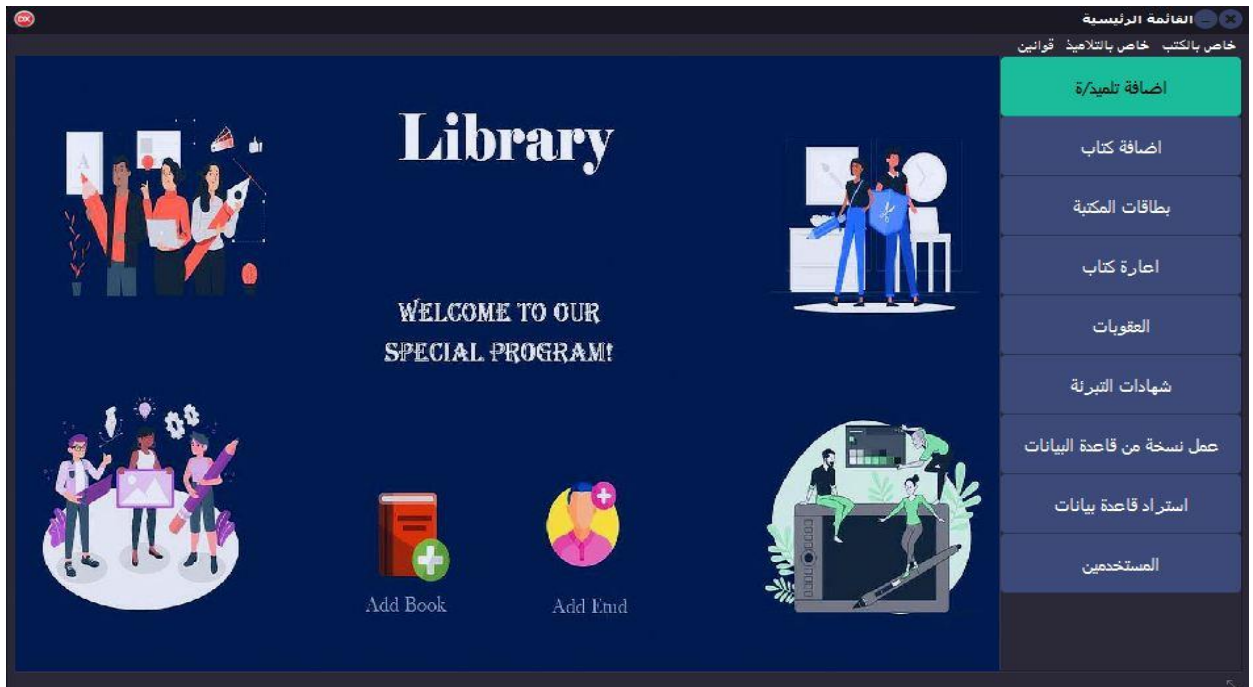 القائمة الرئيسية
DX
خاص بالكتب خاص بالتلاميذ قوانين
اضافة تلميذ/ة
اضافة كتاب
بطاقات المكتبة
اعارة كتاب
العقوبات
شهادات التبرئة
عمل نسخة من قاعدة البيانات
استراد قاعدة بيانات
المستخدمين
Library
WELCOME TO OUR
SPECIAL PROGRAM!
A
Add Book
Add Etud